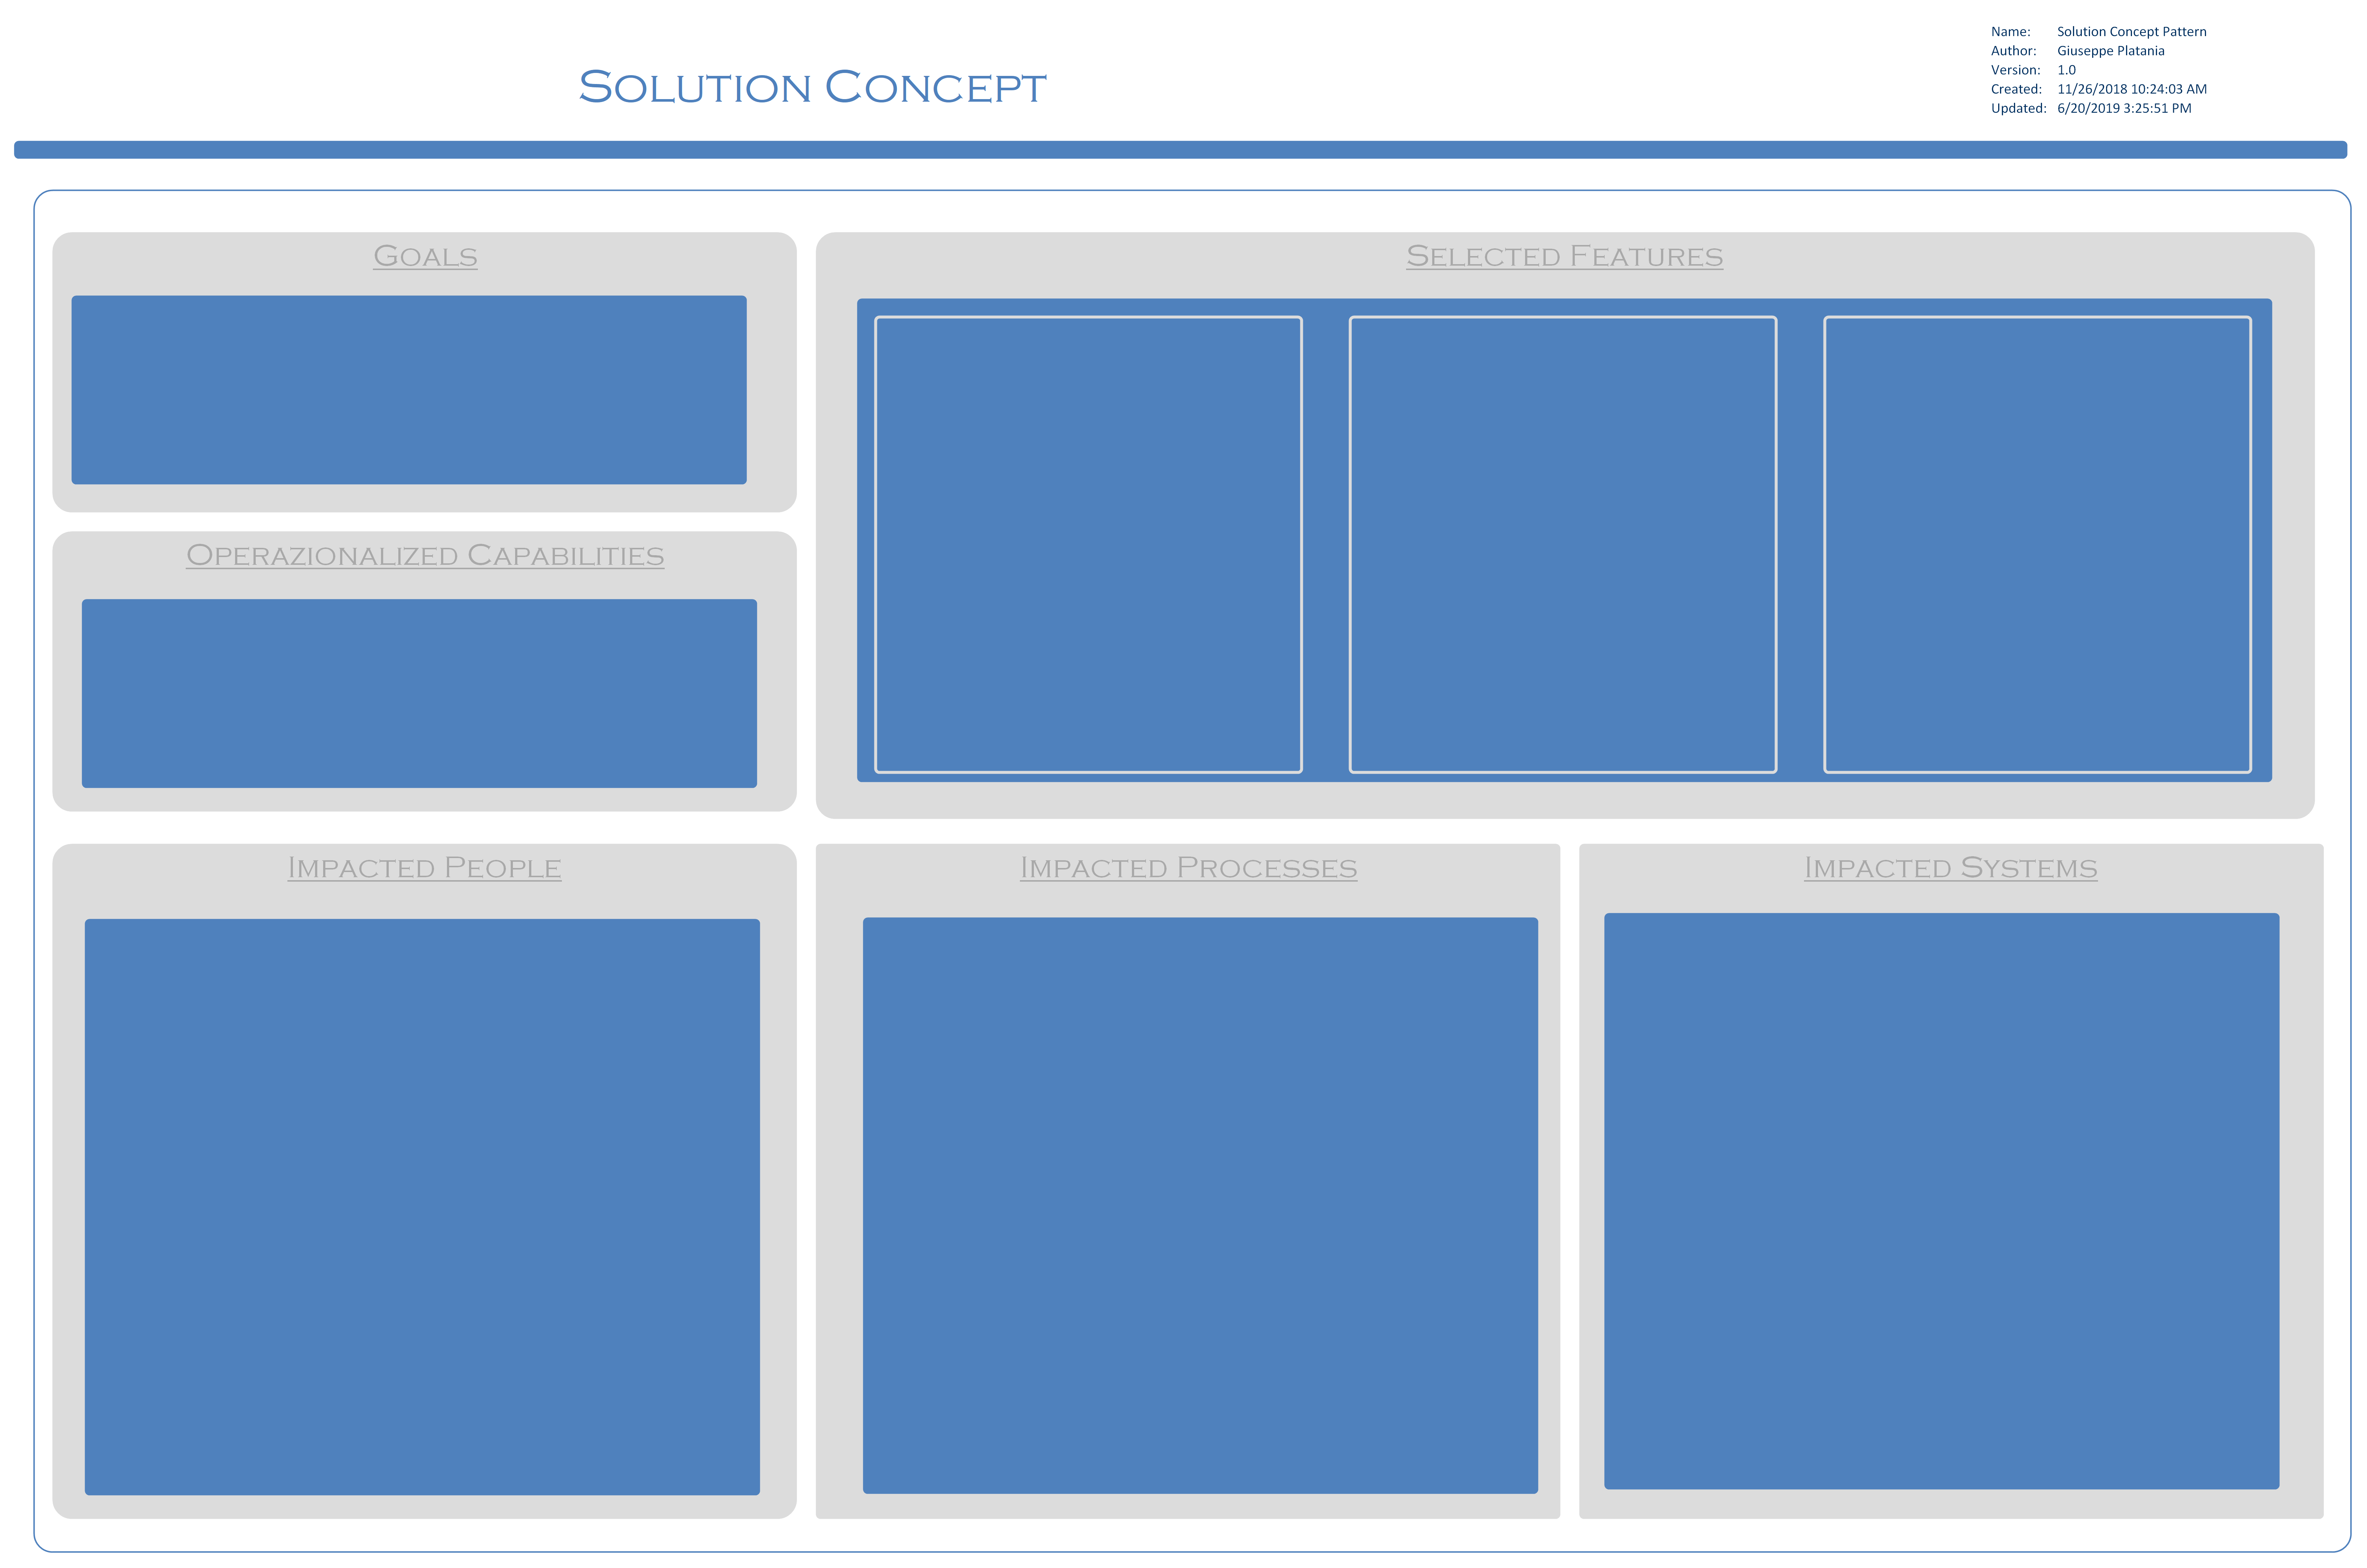 Solution Concept
Name: Solution Concept Pattern
Author: Giuseppe Platania
Version: 1.0
Created: 11/26/2018 10:24:03 AM
Updated: 6/20/2019 3:25:51 PM
Goals
Selected Features
Operazionalized Capabilities
Impacted People
Impacted Processes
Impacted Systems